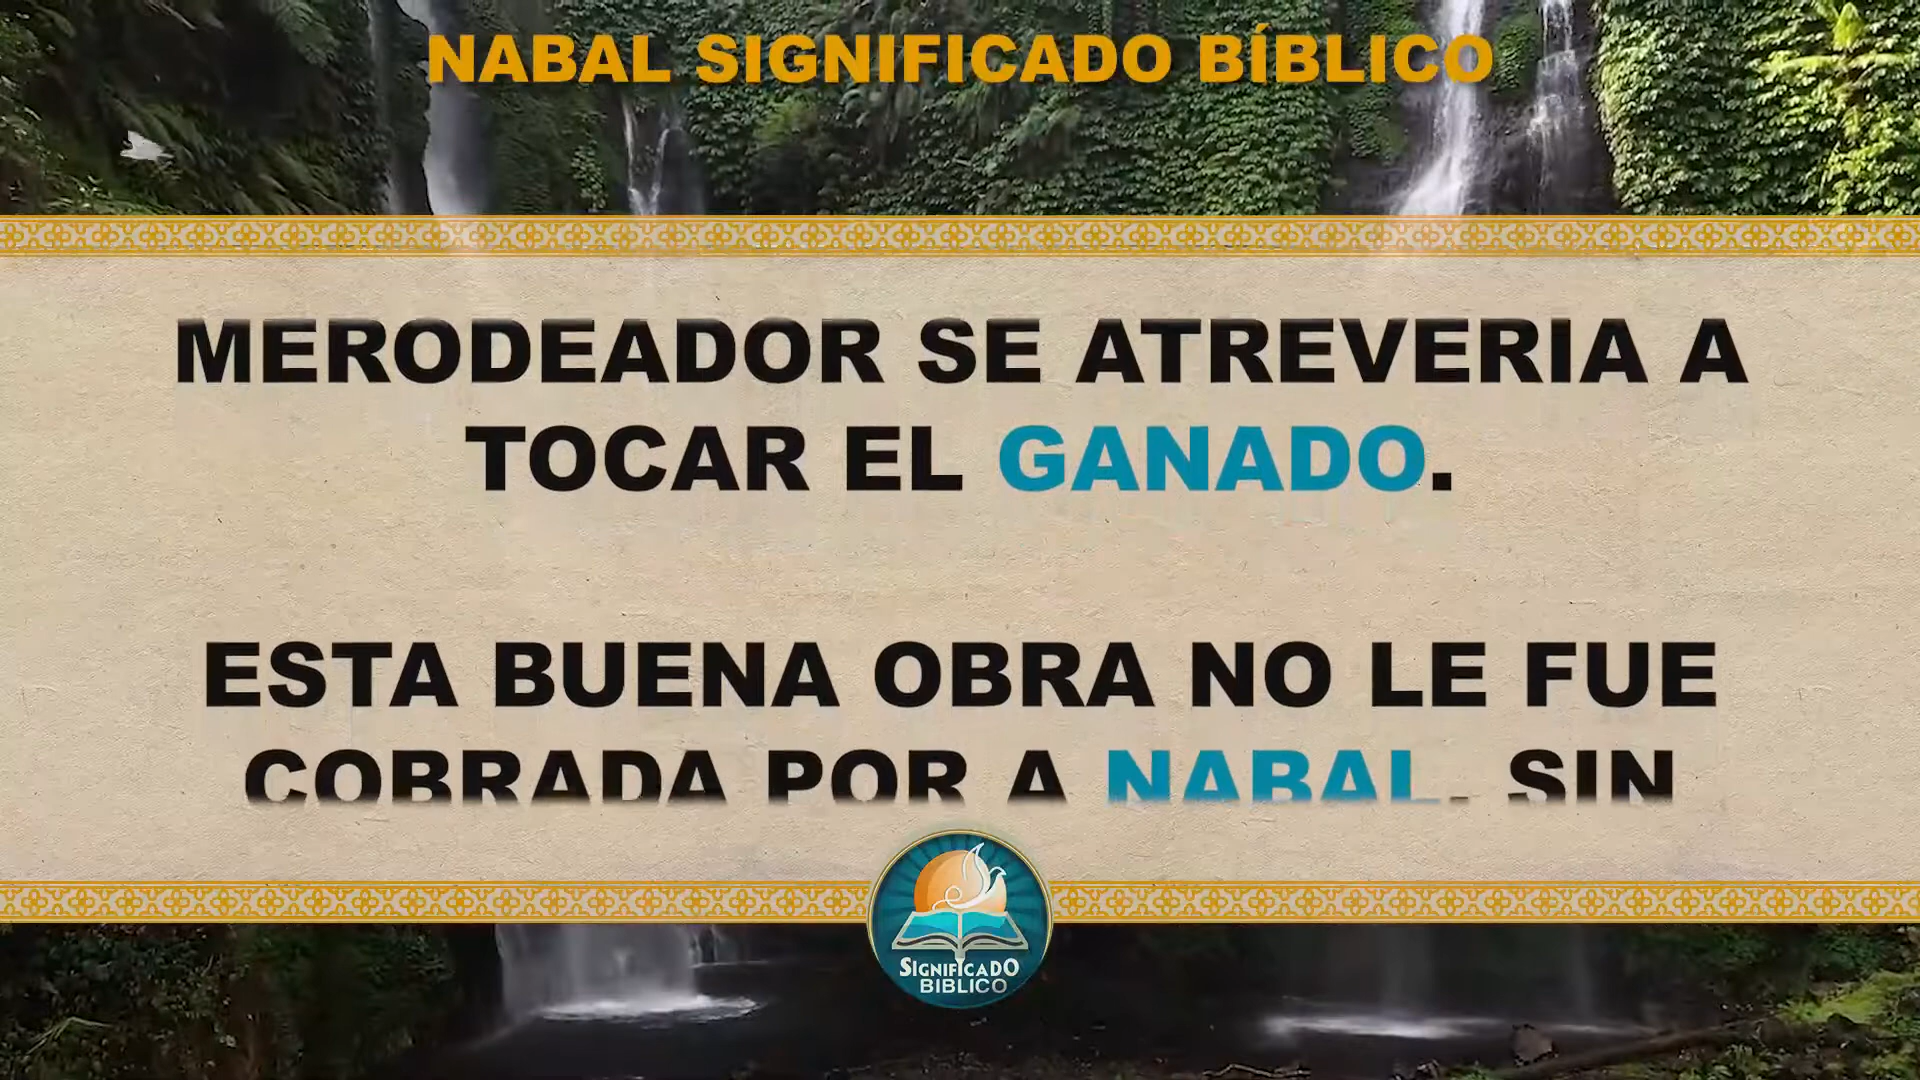 NABAL SIGNIFICADO BÍBLICO
MERODEADOR SE ATREVERIA A
TOCAR EL GANADO.
ESTA BUENA OBRA NO LE FUE
COBRADA POR A NABAL. SIN
SIGNIFICADO
BIBLICO